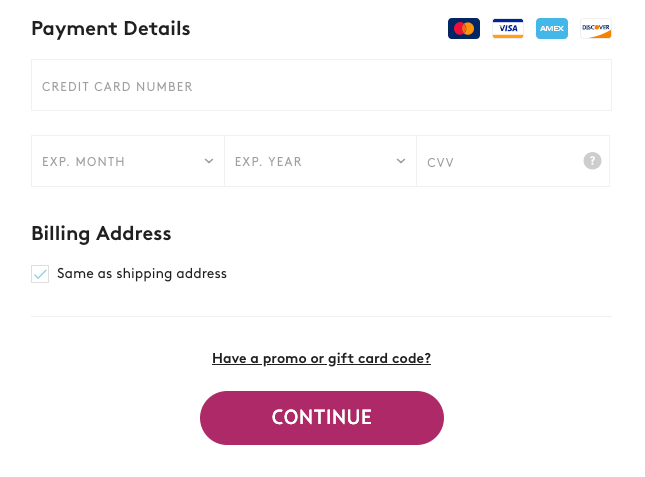 Payment Details
VISA
AMEX
DISCOVER
CREDIT CARD NUMBER
EXP. MONTH
EXP. YEAR
CVV
?
Billing Address
Same as shipping address
Have a promo or gift card code?
CONTINUE